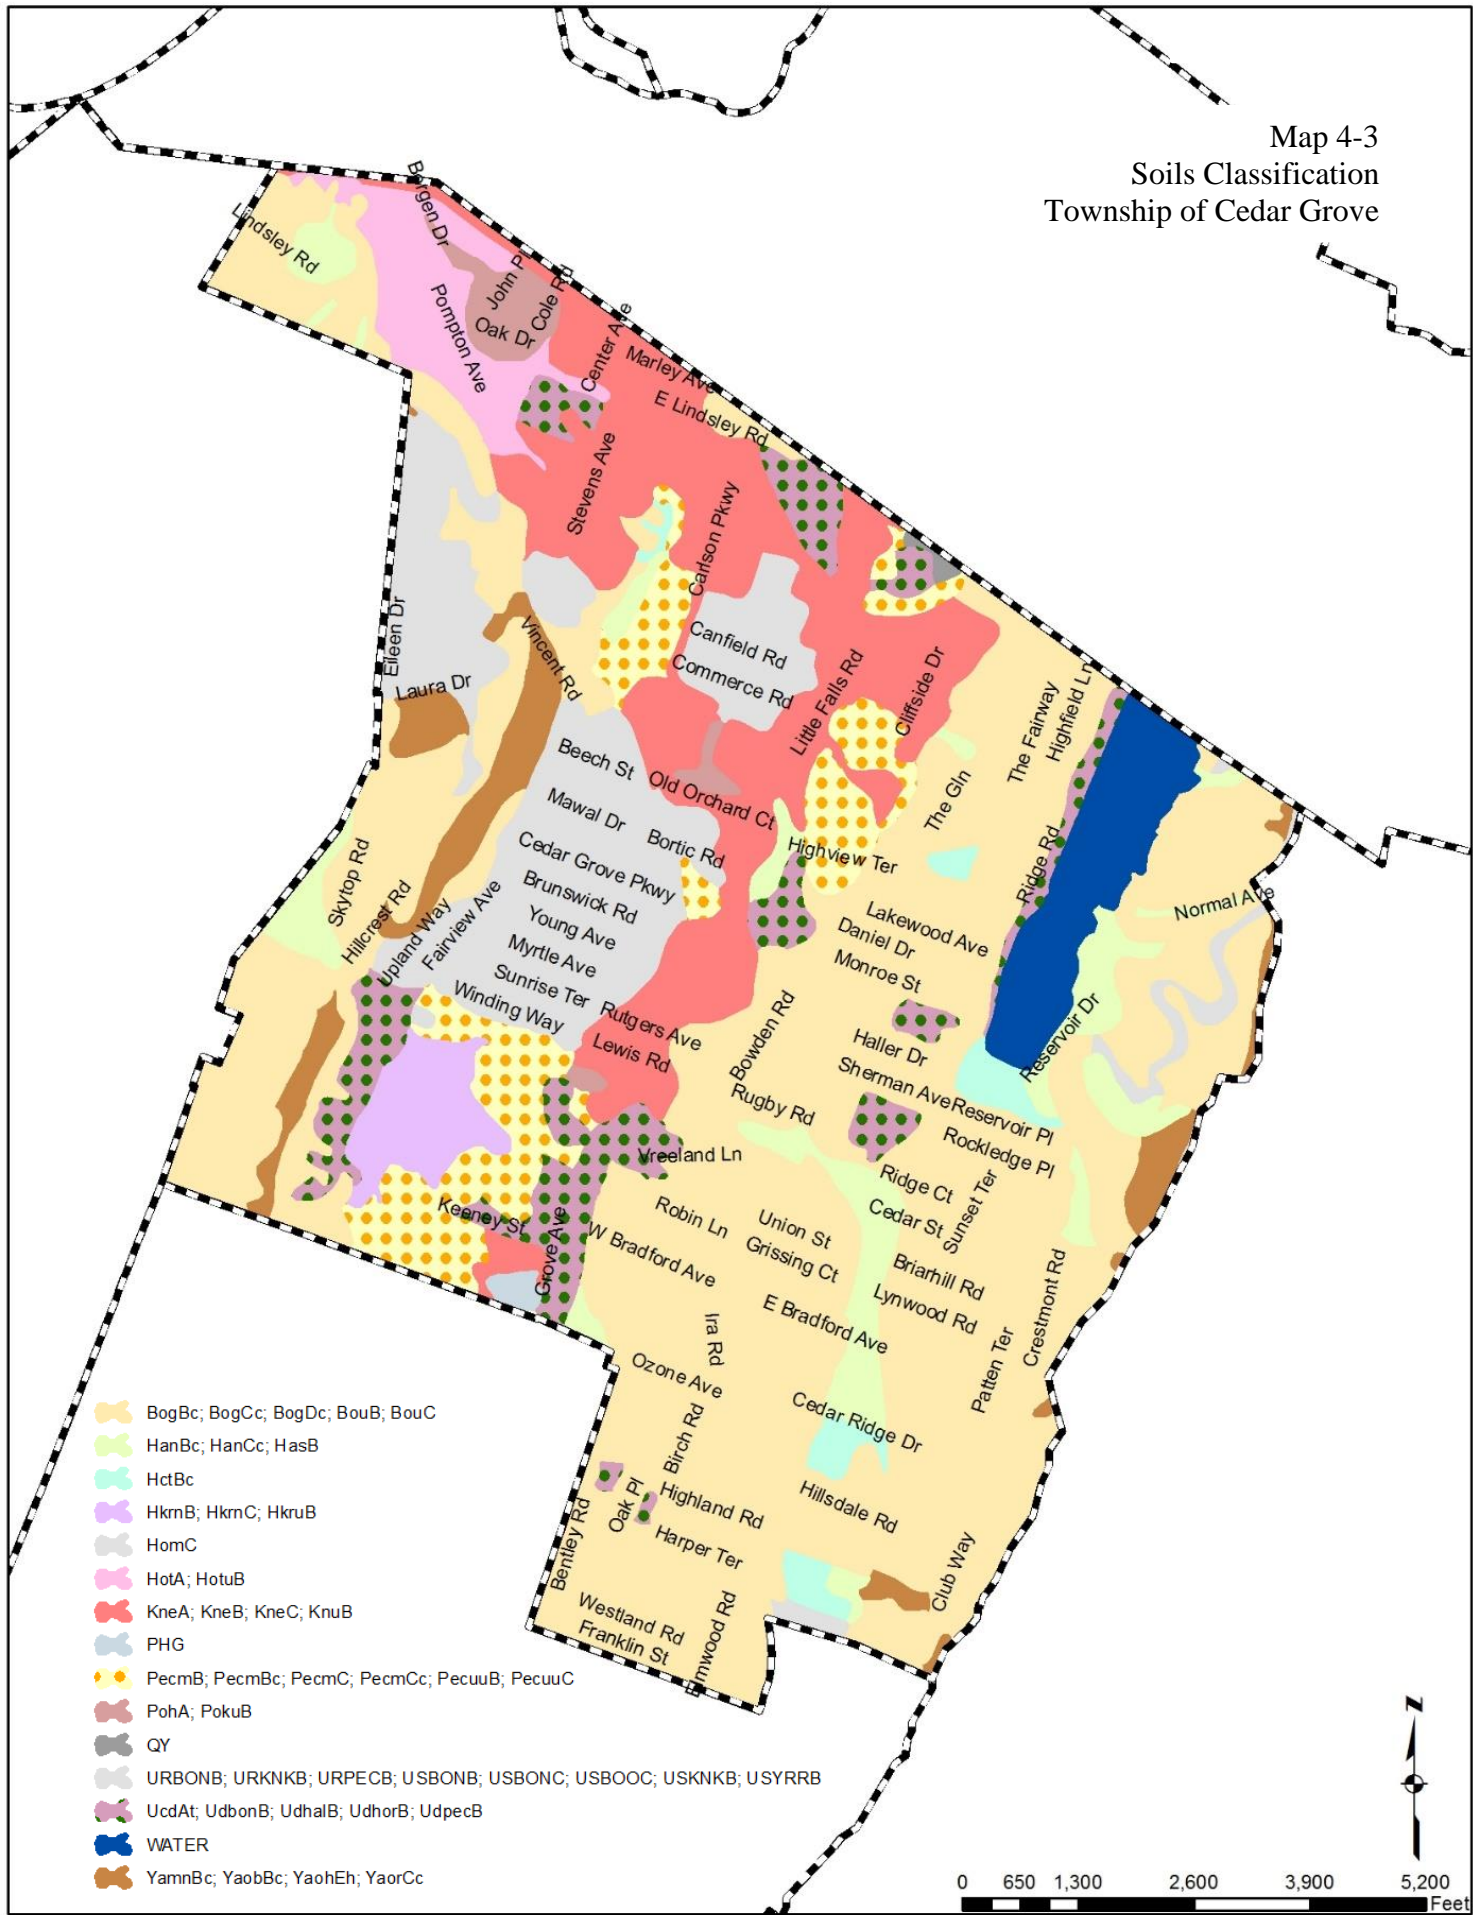 Map 4-3
Soils Classification
Township of Cedar Grove
Bergen Dr
Lindsley Rd
John Pl
Cole Rd
Oak Dr
Pompton Ave
Center Ave
Marley Ave
E Lindsley Rd
Stevens Ave
Carlson Pkwy
Eileen Dr
Vincent Rd
Canfield Rd
Commerce Rd
Laura Dr
Little Falls Rd
Cliffside Dr
The Fairway
Highfield Ln
Beech St
Old Orchard Ct
The Gln
Mawal Dr
Bortic Rd
Highview Ter
Cedar Grove Pkwy
Ridge Rd
Skytop Rd
Brunswick Rd
Hillcrest Rd
Upland Way
Fairview Ave
Young Ave
Lakewood Ave
Normal Ave
Daniel Dr
Myrtle Ave
Monroe St
Sunrise Ter
Winding Way
Rutgers Ave
Lewis Rd
Bowden Rd
Haller Dr
Reservoir Dr
Sherman Ave
Reservoir Pl
Rugby Rd
Rockledge Pl
Vreeland Ln
Ridge Ct
Sunset Ter
Keeney St
Grove Ave
Robin Ln
Union St
Cedar St
W Bradford Ave
Grissing Ct
Briarhill Rd
Lynwood Rd
Crestmont Rd
E Bradford Ave
Ira Rd
Patten Ter
Ozone Ave
Cedar Ridge Dr
Birch Rd
Oak Pl
Highland Rd
Hillsdale Rd
Bentley Rd
Harper Ter
Club Way
Westland Rd
Franklin St
Elmwood Rd
BogBc; BogCc; BogDc; BouB; BouC
HanBc; HanCc; HasB
HctBc
HkrnB; HkrnC; HkruB
HomC
HotA; HotuB
KneA; KneB; KneC; KnuB
PHG
PecmB; PecmBc; PecmC; PecmCc; PecuuB; PecuuC
PohA; PokuB
QY
URBONB; URKNKB; URPECB; USBONB; USBONC; USBOOC; USKNKB; USYRRB
UcdAt; UdbonB; UdhalB; UdhorB; UdpecB
WATER
YamnBc; YaobBc; YaohEh; YaorCc
N
0 650 1,300 2,600 3,900 5,200
Feet